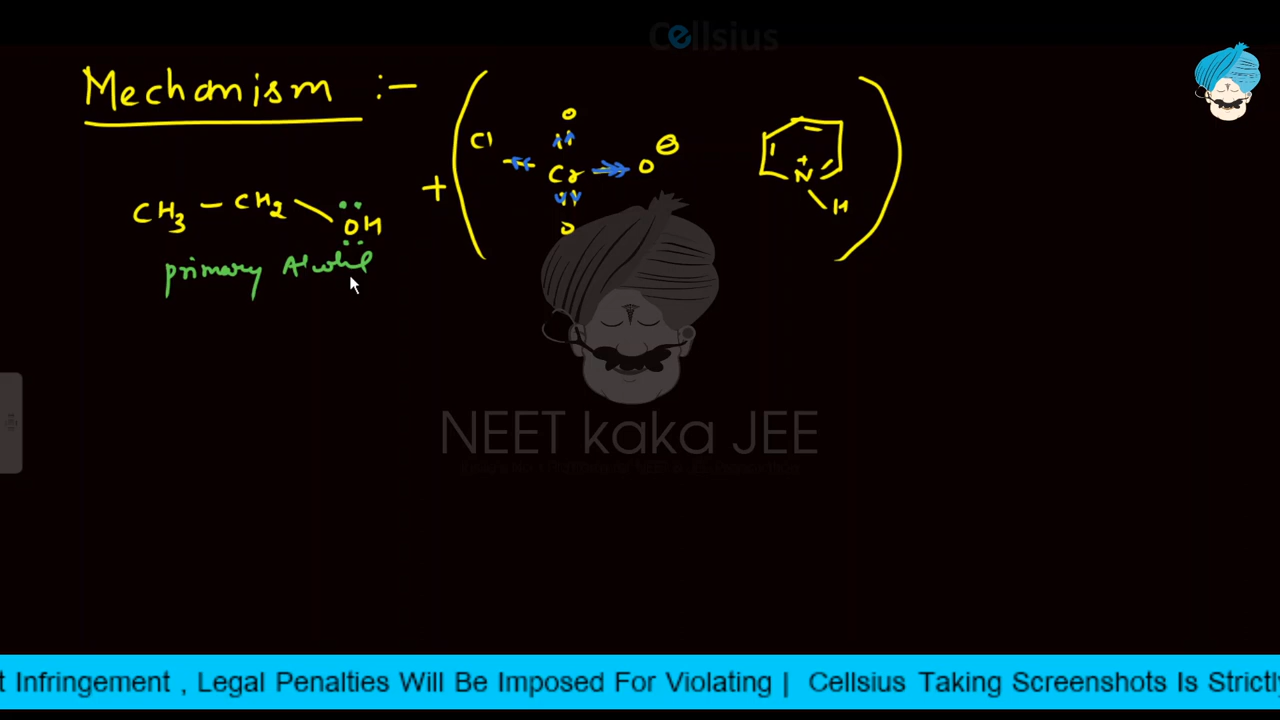 Cellsius
Mechanism :-
CH3 - CH2 OH + ( Cl Cr O O O ⊖ N + H )
primary Alcohol
NEET kaka JEE
t Infringement , Legal Penalties Will Be Imposed For Violating | Cellsius Taking Screenshots Is Strictly